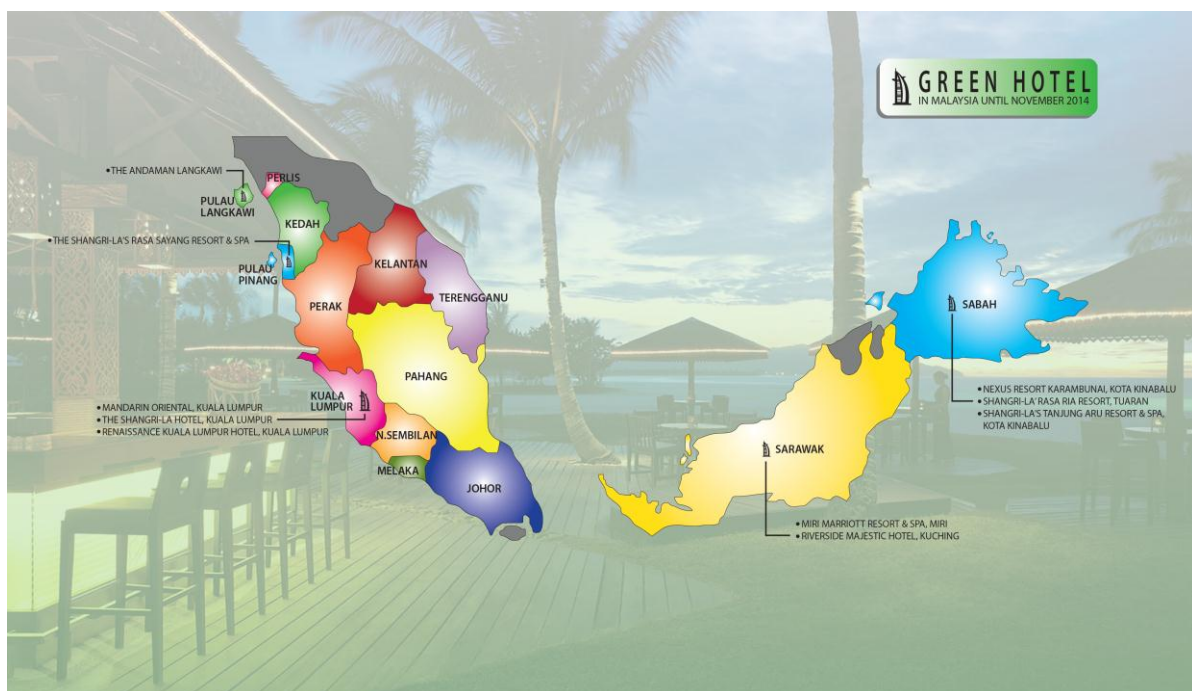 GREEN HOTEL
IN MALAYSIA UNTIL NOVEMBER 2014
•THE ANDAMAN LANGKAWI
PERLIS
PULAU
LANGKAWI
KEDAH
•THE SHANGRI-LA'S RASA SAYANG RESORT & SPA
PULAU
PINANG
KELANTAN
PERAK
TERENGGANU
PAHANG
KUALA
LUMPUR
• MANDARIN ORIENTAL, KUALA LUMPUR
• THE SHANGRI-LA HOTEL, KUALA LUMPUR
• RENAISSANCE KUALA LUMPUR HOTEL, KUALA LUMPUR
N.SEMBILAN
MELAKA
JOHOR
SABAH
• NEXUS RESORT KARAMBUNAI, KOTA KINABALU
• SHANGRI-LA' RASA RIA RESORT, TUARAN
• SHANGRI-LA'S TANJUNG ARU RESORT & SPA,
KOTA KINABALU
SARAWAK
• MIRI MARRIOTT RESORT & SPA, MIRI
• RIVERSIDE MAJESTIC HOTEL, KUCHING